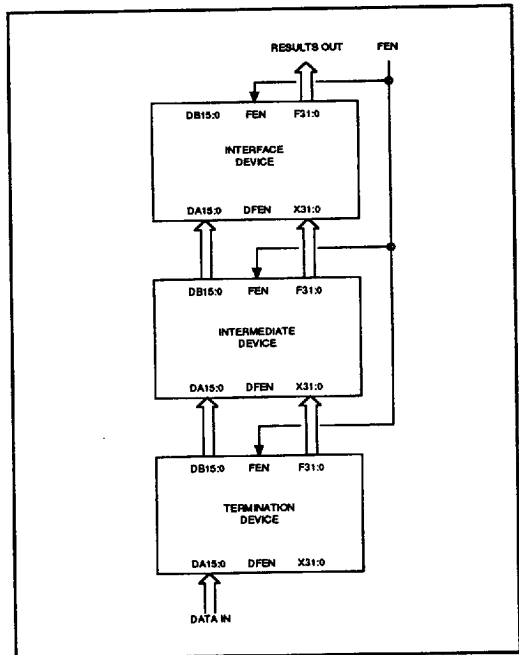 RESULTS OUT FEN
DB15:0 FEN F31:0
INTERFACE
DEVICE
DA15:0 DFEN X31:0
DB15:0 FEN F31:0
INTERMEDIATE
DEVICE
DA15:0 DFEN X31:0
DB15:0 FEN F31:0
TERMINATION
DEVICE
DA15:0 DFEN X31:0
DATA IN